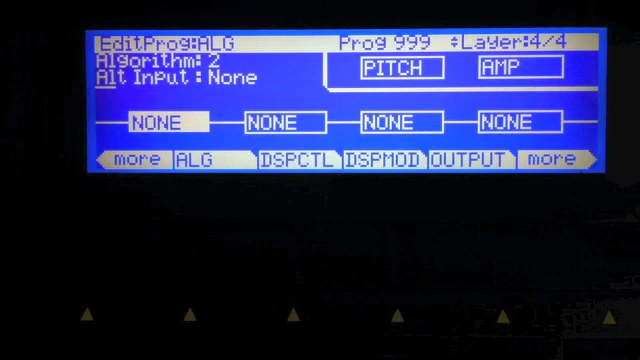 EditProg:ALG Prog 999 Layer:4/4
Algorithm: 2
Alt Input : None
PITCH AMP
NONE NONE NONE NONE
more ALG DSPCTL DSPMOD OUTPUT more